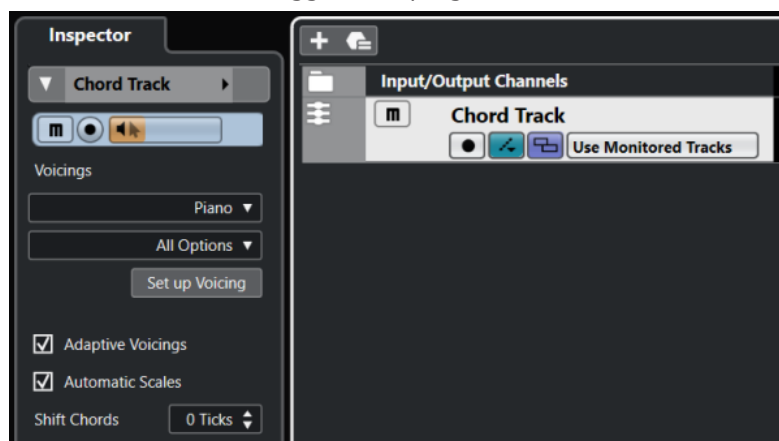 Inspector
Chord Track
m
Voicings
Piano
All Options
Set up Voicing
Adaptive Voicings
Automatic Scales
Shift Chords 0 Ticks
Input/Output Channels
m Chord Track
Use Monitored Tracks